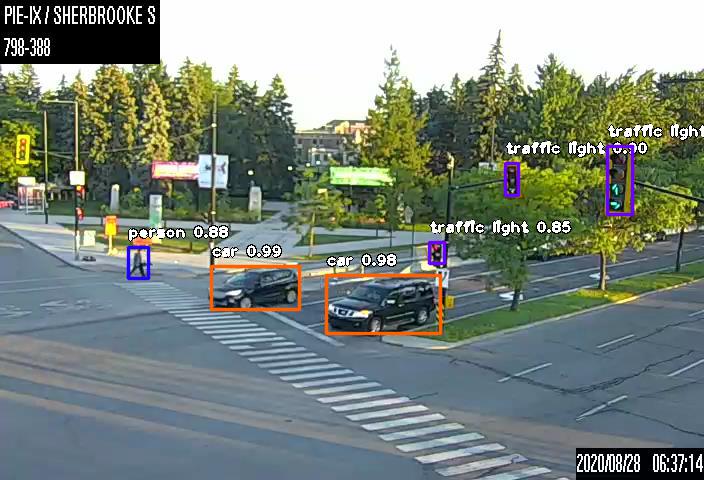 PIE-IX / SHERBROOKE S
798-388
traffic light
traffic light 0.90
traffic light 0.85
person 0.88
car 0.99
car 0.98
2020/08/28 06:37:14